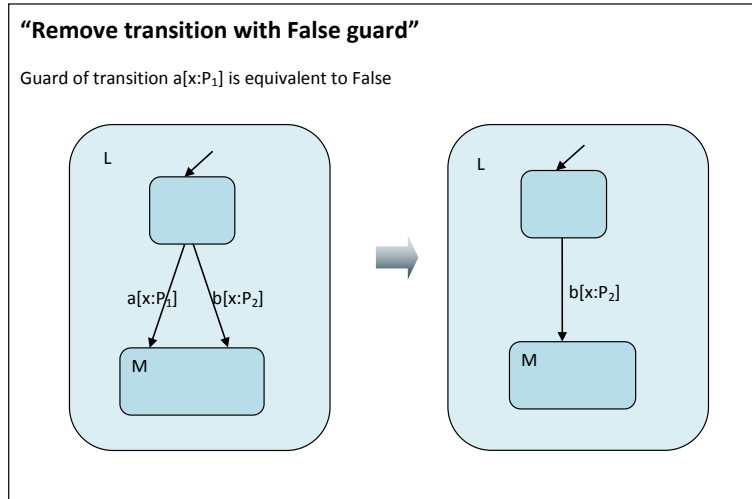 “Remove transition with False guard”
Guard of transition a[x:P₁] is equivalent to False
L
a[x:P₁] b[x:P₂]
M
L
b[x:P₂]
M